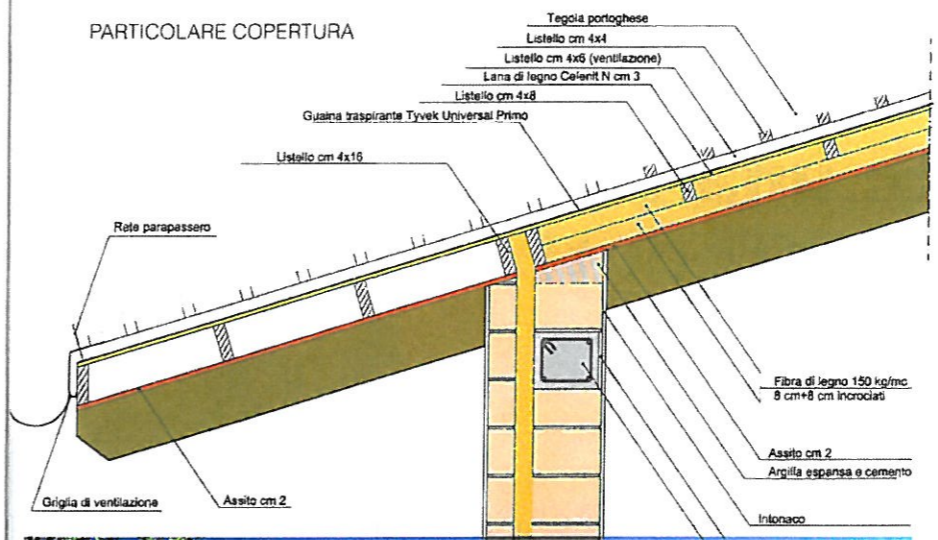 PARTICOLARE COPERTURA
Tegola portoghese
Listello cm 4x4
Listello cm 4x6 (ventilazione)
Lana di legno Celenit N cm 3
Listello cm 4x8
Guaina traspirante Tyvek Universal Primo
Listello cm 4x16
Rete parapassero
Fibra di legno 150 kg/mc
8 cm+8 cm incrociati
Assito cm 2
Argilla espansa e cemento
Griglia di ventilazione
Assito cm 2
Intonaco